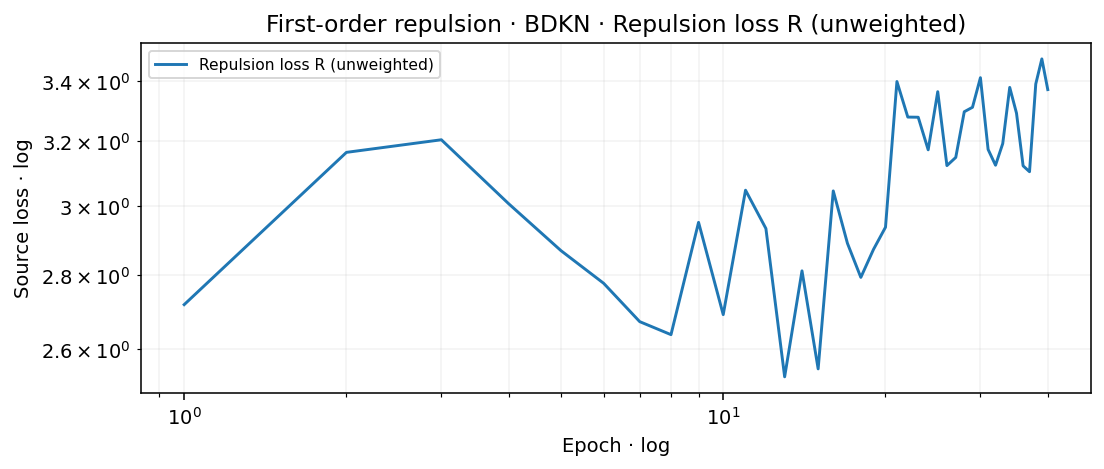 First-order repulsion · BDKN · Repulsion loss R (unweighted)
Repulsion loss R (unweighted)
Source loss · log
3.4 × 10⁰
3.2 × 10⁰
3 × 10⁰
2.8 × 10⁰
2.6 × 10⁰
10⁰
10¹
Epoch · log